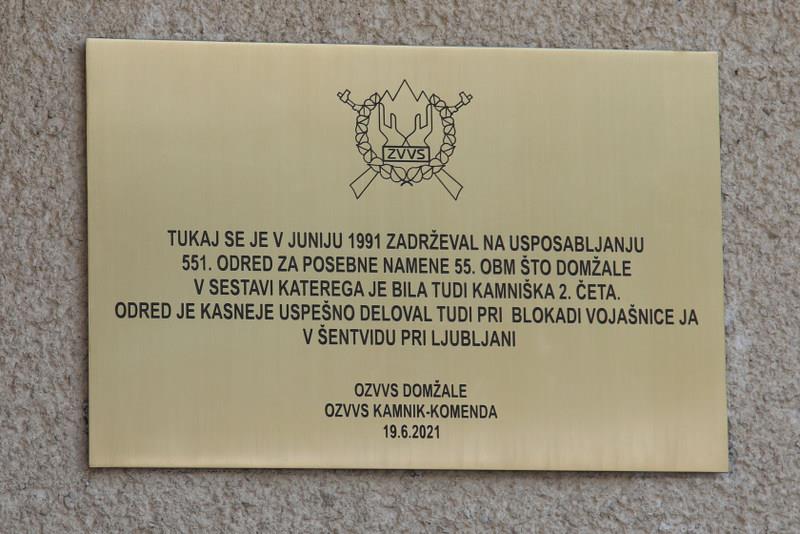 ZVVS
TUKAJ SE JE V JUNIJU 1991 ZADRŽEVAL NA USPOSABLJANJU
551. ODRED ZA POSEBNE NAMENE 55. OBM ŠTO DOMŽALE
V SESTAVI KATEREGA JE BILA TUDI KAMNIŠKA 2. ČETA.
ODRED JE KASNEJE USPEŠNO DELOVAL TUDI PRI BLOKADI VOJAŠNICE JA
V ŠENTVIDU PRI LJUBLJANI
OZVVS DOMŽALE
OZVVS KAMNIK-KOMENDA
19.6.2021